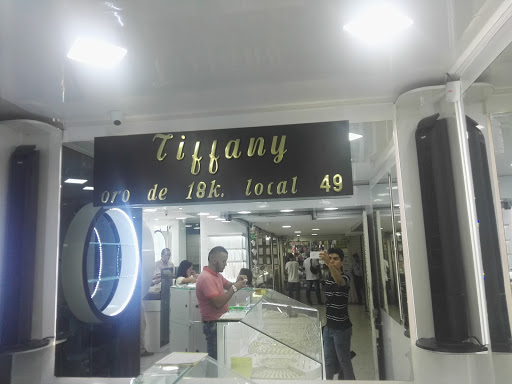 Tiffany
oro de 18k. local 49